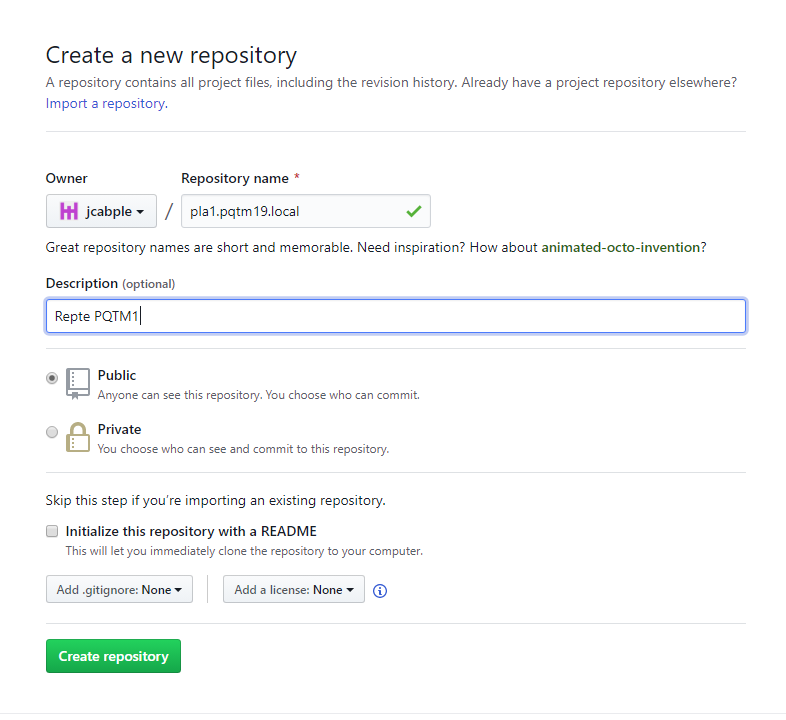 Create a new repository
A repository contains all project files, including the revision history. Already have a project repository elsewhere?
Import a repository.
Owner Repository name *
jcabple / pla1.pqtm19.local
Great repository names are short and memorable. Need inspiration? How about animated-octo-invention?
Description (optional)
Repte PQTM1
Public
Anyone can see this repository. You choose who can commit.
Private
You choose who can see and commit to this repository.
Skip this step if you’re importing an existing repository.
Initialize this repository with a README
This will let you immediately clone the repository to your computer.
Add .gitignore: None Add a license: None
Create repository